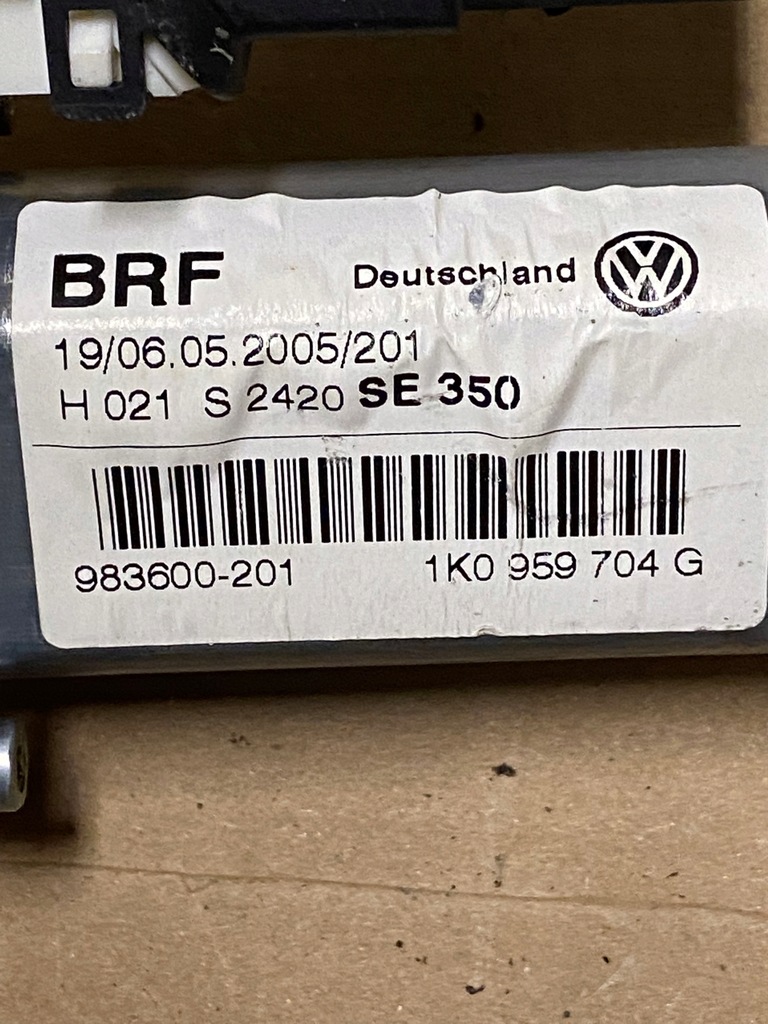 BRF Deutschland
19/06.05.2005/201
H 021 S 2420 SE 350
983600-201 1K0 959 704 G